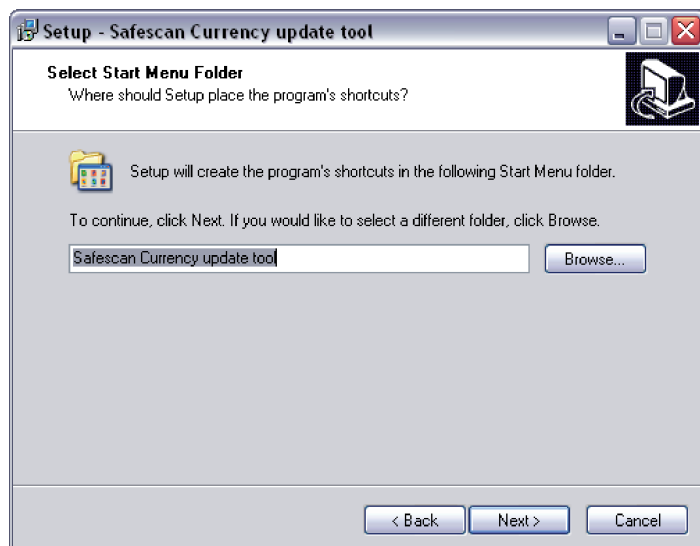 Setup - Safescan Currency update tool
Select Start Menu Folder
Where should Setup place the program's shortcuts?
Setup will create the program's shortcuts in the following Start Menu folder.
To continue, click Next. If you would like to select a different folder, click Browse.
Safescan Currency update tool
Browse...
< Back
Next >
Cancel